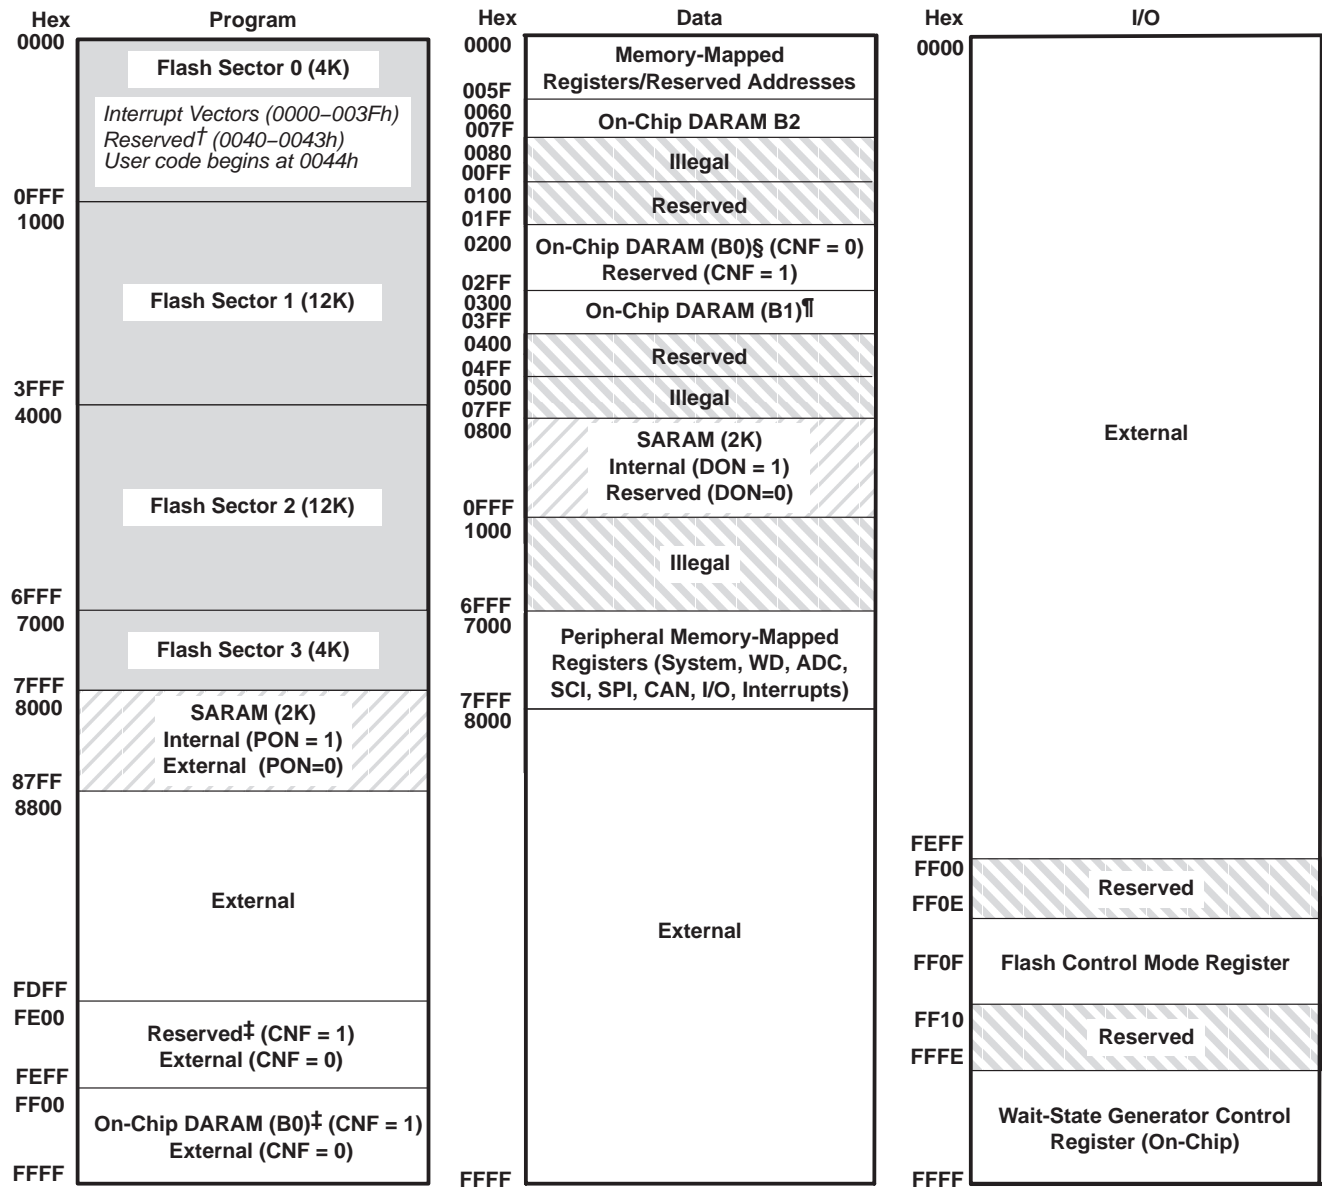 Hex
Program
0000
Flash Sector 0 (4K)
Interrupt Vectors (0000–003Fh)
Reserved† (0040–0043h)
User code begins at 0044h
0FFF
1000
Flash Sector 1 (12K)
3FFF
4000
Flash Sector 2 (12K)
6FFF
7000
Flash Sector 3 (4K)
7FFF
8000
SARAM (2K)
Internal (PON = 1)
External (PON=0)
87FF
8800
External
FDFF
FE00
Reserved‡ (CNF = 1)
External (CNF = 0)
FEFF
FF00
On-Chip DARAM (B0)‡ (CNF = 1)
External (CNF = 0)
FFFF
Hex
Data
0000
Memory-Mapped
Registers/Reserved Addresses
005F
0060
On-Chip DARAM B2
007F
0080
Illegal
00FF
0100
Reserved
01FF
0200
On-Chip DARAM (B0)§ (CNF = 0)
Reserved (CNF = 1)
02FF
0300
On-Chip DARAM (B1)¶
03FF
0400
Reserved
04FF
0500
Illegal
07FF
0800
SARAM (2K)
Internal (DON = 1)
Reserved (DON=0)
0FFF
1000
Illegal
6FFF
7000
Peripheral Memory-Mapped
Registers (System, WD, ADC,
SCI, SPI, CAN, I/O, Interrupts)
7FFF
8000
External
FFFF
Hex
I/O
0000
External
FEFF
FF00
Reserved
FF0E
FF0F
Flash Control Mode Register
FF10
Reserved
FFFE
Wait-State Generator Control
Register (On-Chip)
FFFF